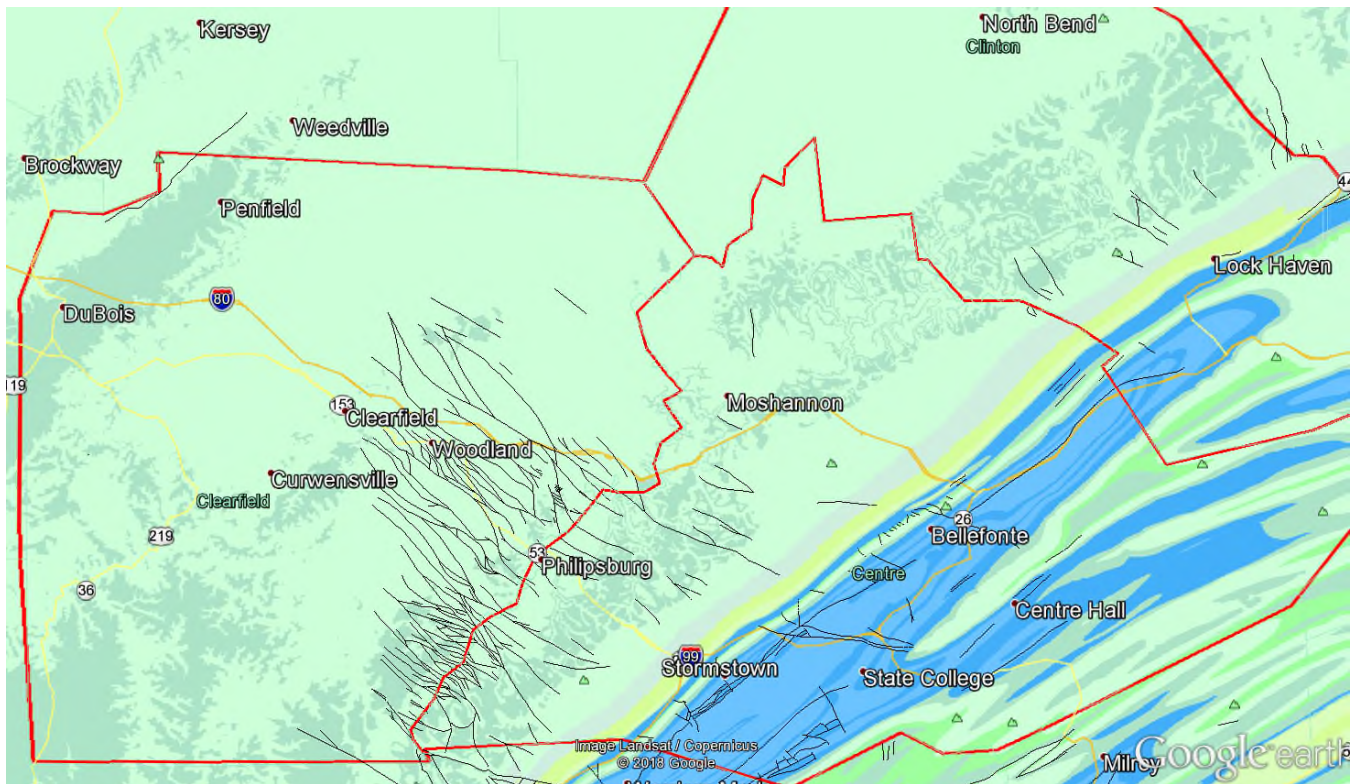 Kersey
North Bend
Clinton
Weedville
Brockway
44
Penfield
Lock Haven
80
DuBois
119
Moshannon
153
Clearfield
Woodland
Curwensville
Clearfield
26
Bellefonte
219
53
Philipsburg
Centre
36
Centre Hall
99
Stormstown
State College
Image Landsat / Copernicus
© 2018 Google
Milroy
Google earth